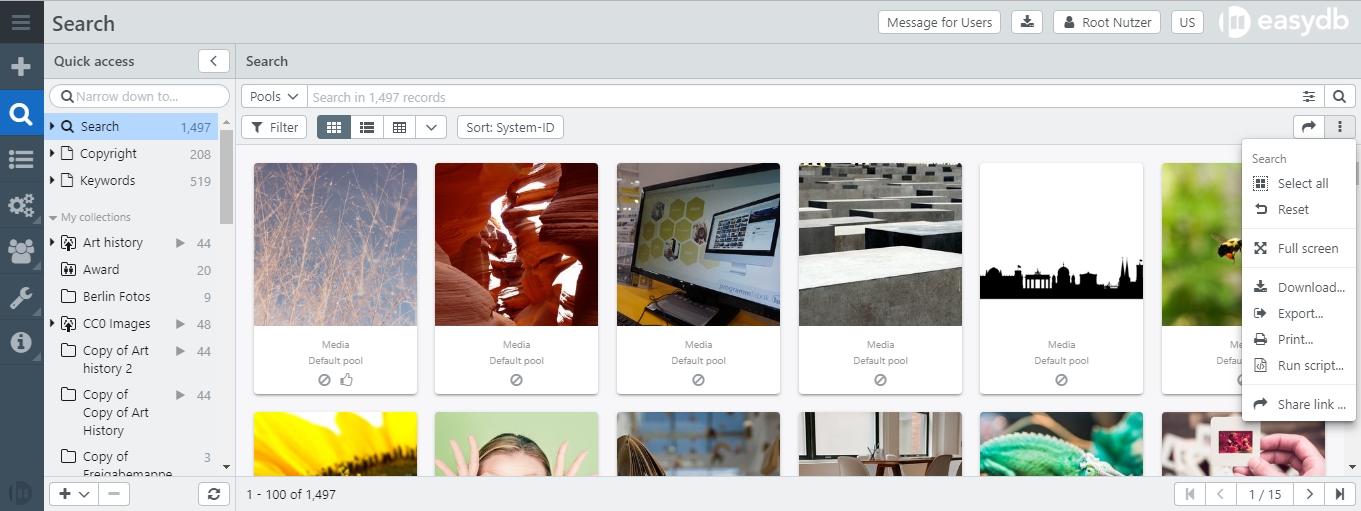 Search
Message for Users
Root Nutzer
US
easydb
Quick access
Search
Narrow down to...
Pools
Search in 1,497 records
Search 1,497
Filter
Sort: System-ID
Copyright 208
Keywords 519
My collections
Art history 44
Award 20
Berlin Fotos 9
CC0 Images 48
Copy of Art 44
history 2
Copy of 44
Copy of Art
History
Copy of 3
Freigabemappe
Media
Default pool
Media
Default pool
Media
Default pool
Media
Default pool
Media
Default pool
Search
Select all
Reset
Full screen
Download...
Export...
Print...
Run script...
Share link ...
1 - 100 of 1,497
1 / 15